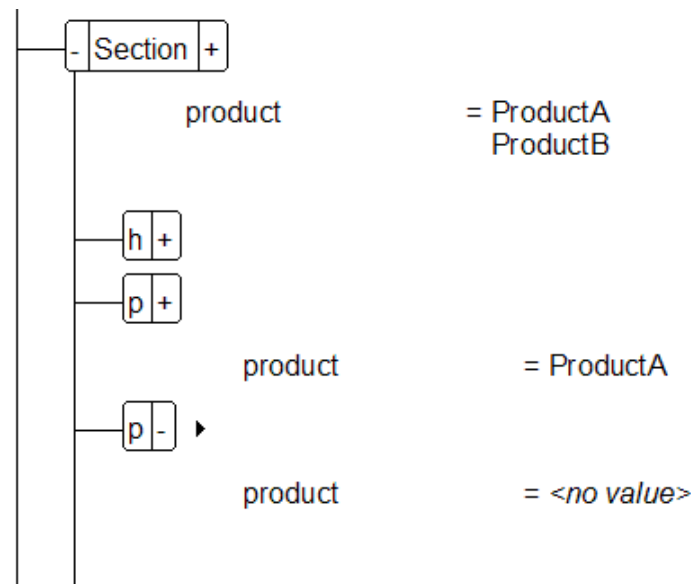 - Section +
product = ProductA
ProductB
h +
p +
product = ProductA
p -
product = <no value>